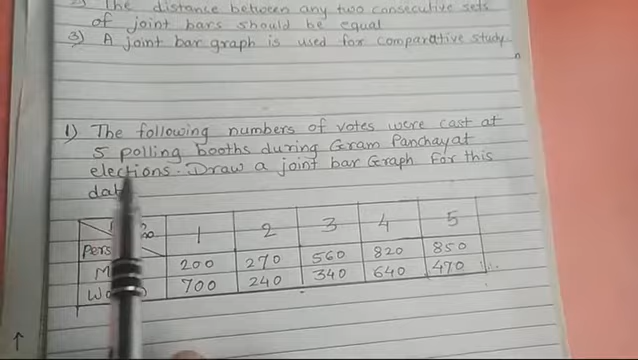 2) The distance between any two consecutive sets
of joint bars should be equal
3) A joint bar graph is used for comparative study
1) The following numbers of votes were cast at
5 polling booths during Gram Panchayat
elections. Draw a joint bar Graph for this
No. 1 2 3 4 5
200 270 560 820 850
700 240 340 640 470